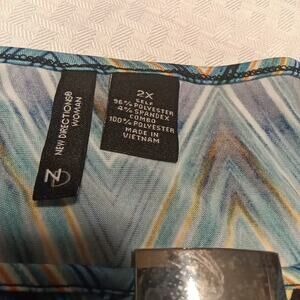 NEW DIRECTIONS®
WOMAN
ND
2X
SELF
96% POLYESTER
4% SPANDEX
COMBO
100% POLYESTER
MADE IN
VIETNAM